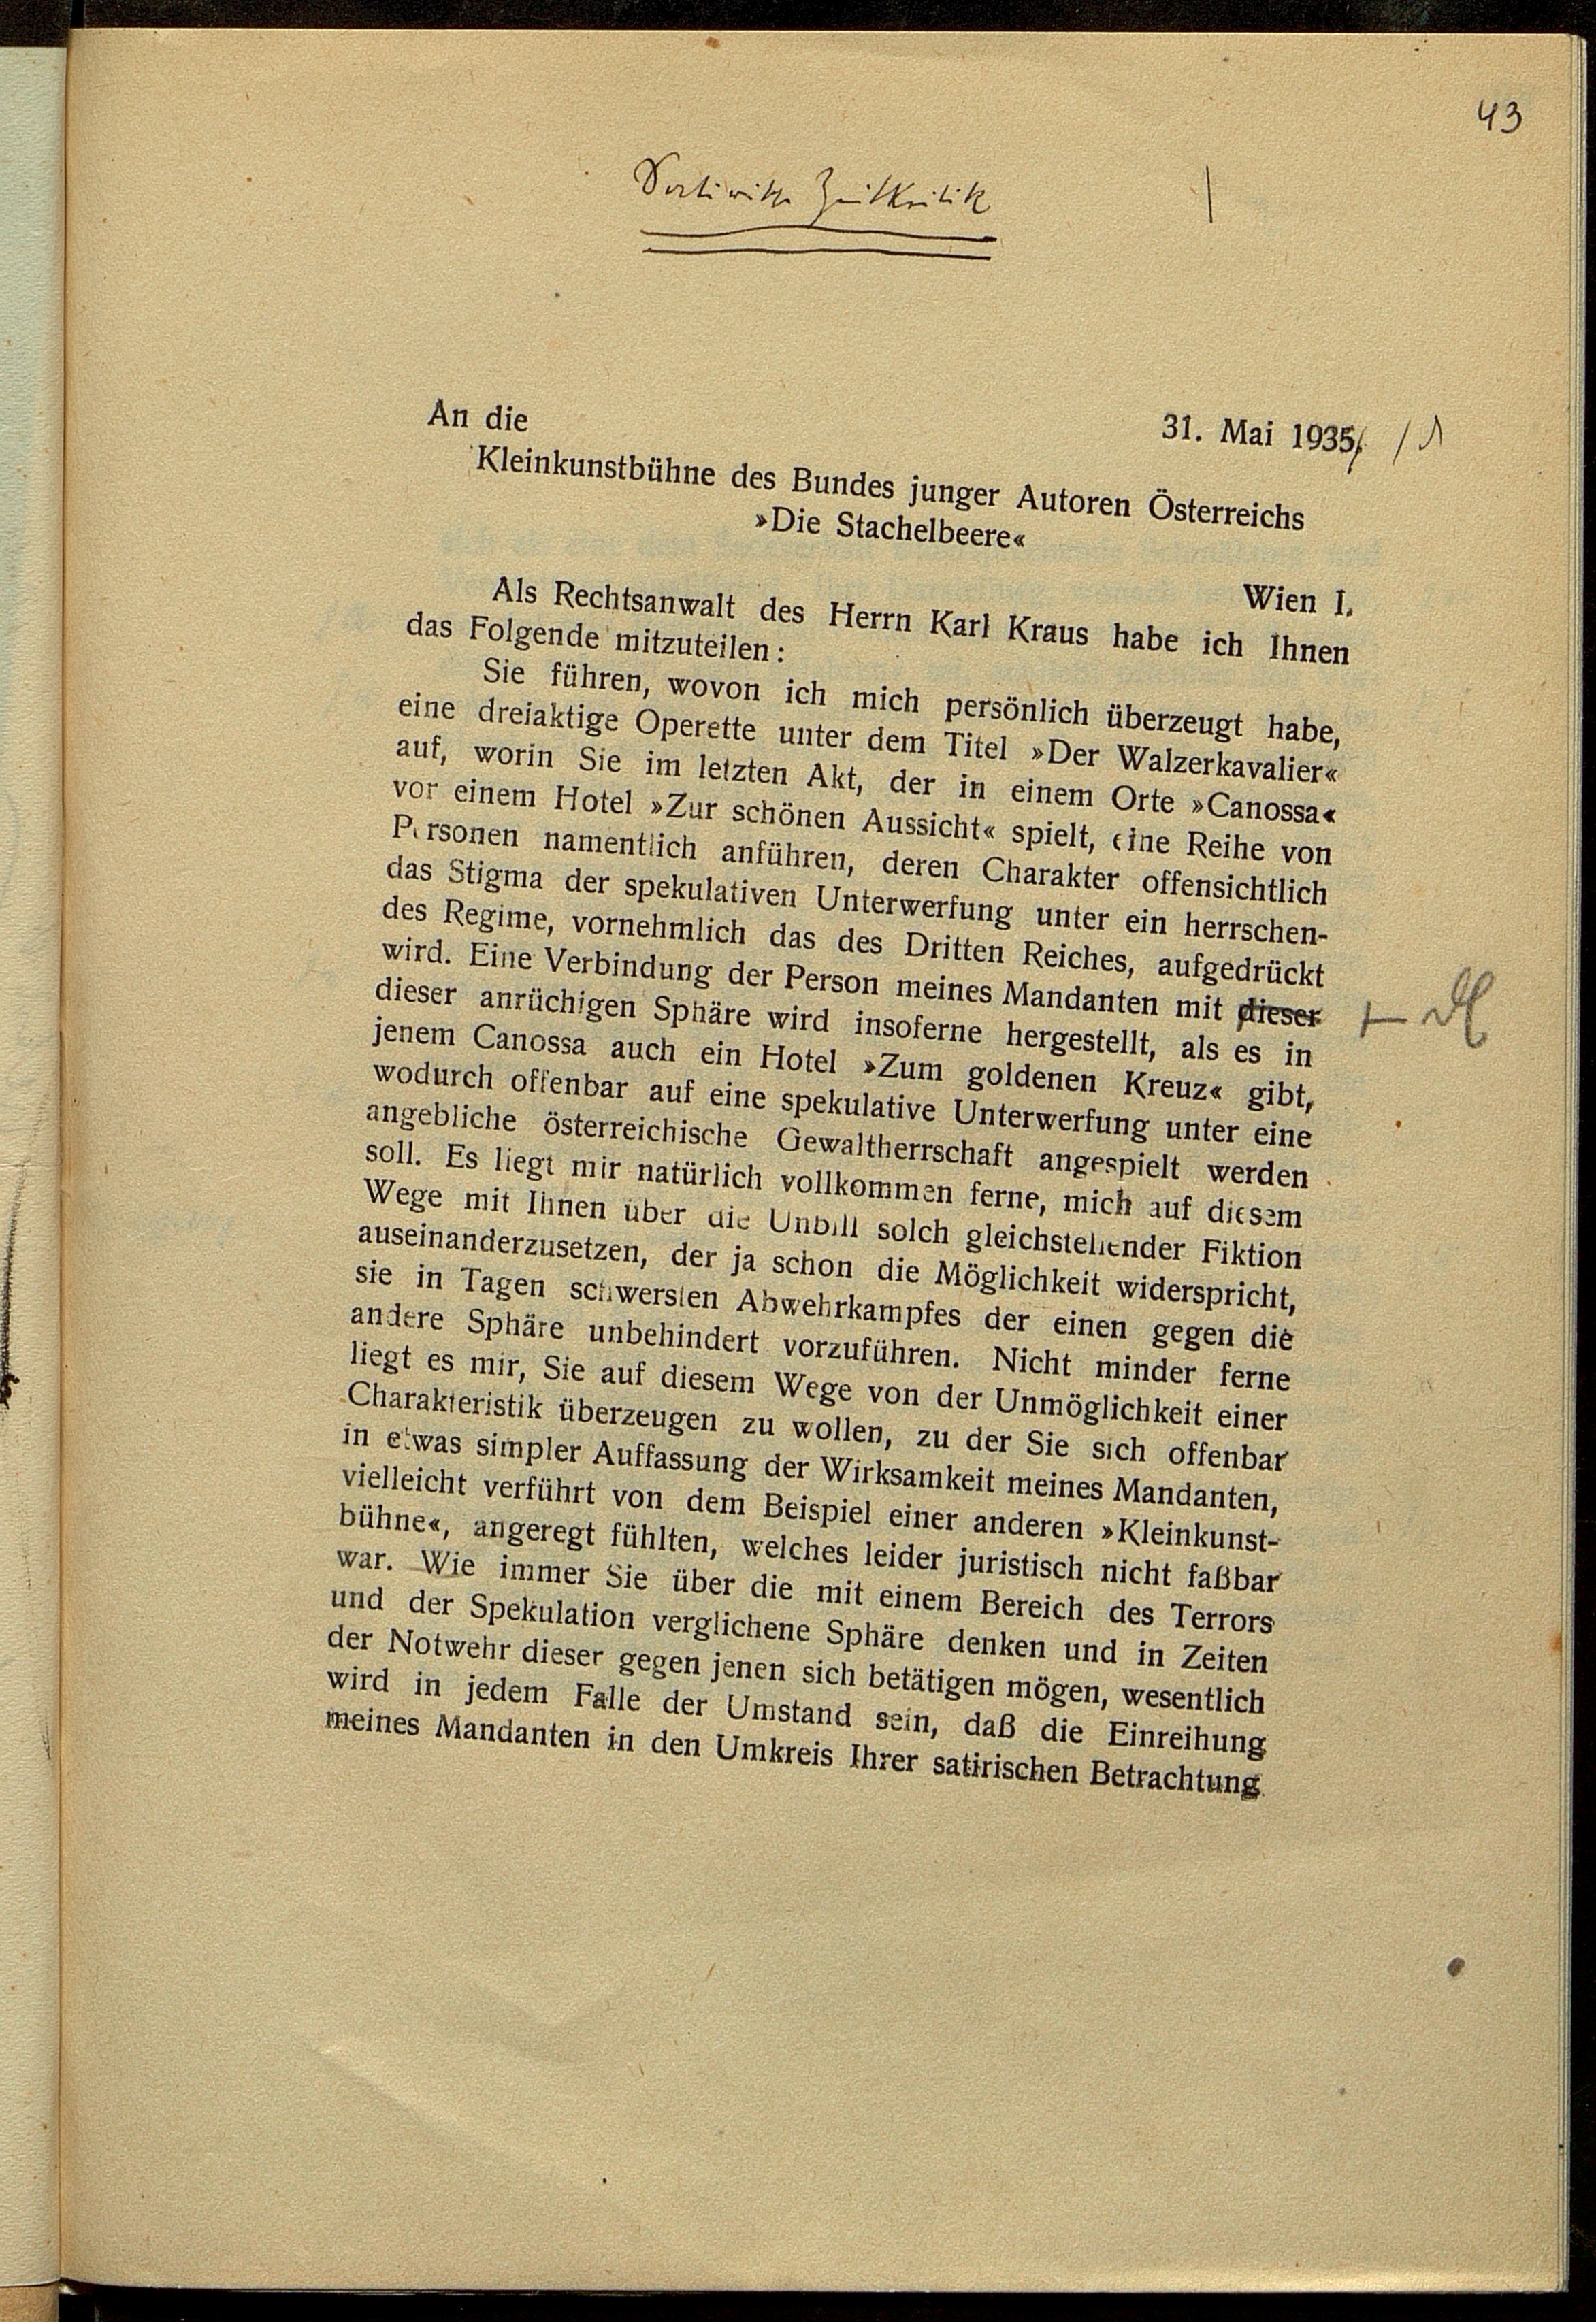 43
Zeitkritik
An die
31. Mai 1935
Kleinkunstbühne des Bundes junger Autoren Österreichs
»Die Stachelbeere«
Wien I.
Als Rechtsanwalt des Herrn Karl Kraus habe ich Ihnen
das Folgende mitzuteilen:
Sie führen, wovon ich mich persönlich überzeugt habe,
eine dreiaktige Operette unter dem Titel »Der Walzerkavalier«
auf, worin Sie im letzten Akt, der in einem Orte »Canossa«
vor einem Hotel »Zur schönen Aussicht« spielt, eine Reihe von
Personen namentlich anführen, deren Charakter offensichtlich
das Stigma der spekulativen Unterwerfung unter ein herrschen-
des Regime, vornehmlich das des Dritten Reiches, aufgedrückt
wird. Eine Verbindung der Person meines Mandanten mit dieser
dieser anrüchigen Sphäre wird insoferne hergestellt, als es in
jenem Canossa auch ein Hotel »Zum goldenen Kreuz« gibt,
wodurch offenbar auf eine spekulative Unterwerfung unter eine
angebliche österreichische Gewaltherrschaft angespielt werden
soll. Es liegt mir natürlich vollkommen ferne, mich auf diesem
Wege mit Ihnen über die Unbill solch gleichstehender Fiktion
auseinanderzusetzen, der ja schon die Möglichkeit widerspricht,
sie in Tagen schwersten Abwehrkampfes der einen gegen die
andere Sphäre unbehindert vorzuführen. Nicht minder ferne
liegt es mir, Sie auf diesem Wege von der Unmöglichkeit einer
Charakteristik überzeugen zu wollen, zu der Sie sich offenbar
in etwas simpler Auffassung der Wirksamkeit meines Mandanten,
vielleicht verführt von dem Beispiel einer anderen »Kleinkunst-
bühne«, angeregt fühlten, welches leider juristisch nicht faßbar
war. Wie immer Sie über die mit einem Bereich des Terrors
und der Spekulation verglichene Sphäre denken und in Zeiten
der Notwehr dieser gegen jenen sich betätigen mögen, wesentlich
wird in jedem Falle der Umstand sein, daß die Einreihung
meines Mandanten in den Umkreis Ihrer satirischen Betrachtung